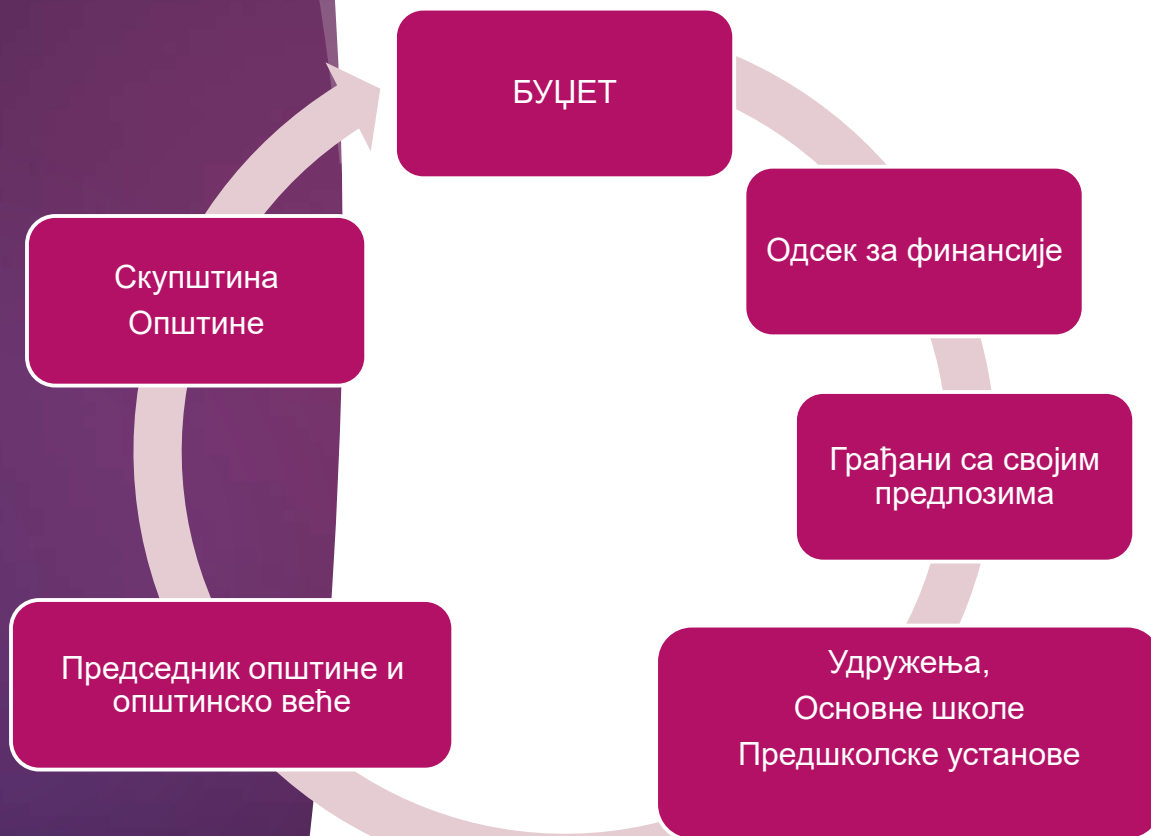 БУЏЕТ
Одсек за финансије
Грађани са својим
предлозима
Удружења,
Основне школе
Предшколске установе
Председник општине и
општинско веће
Скупштина
Општине